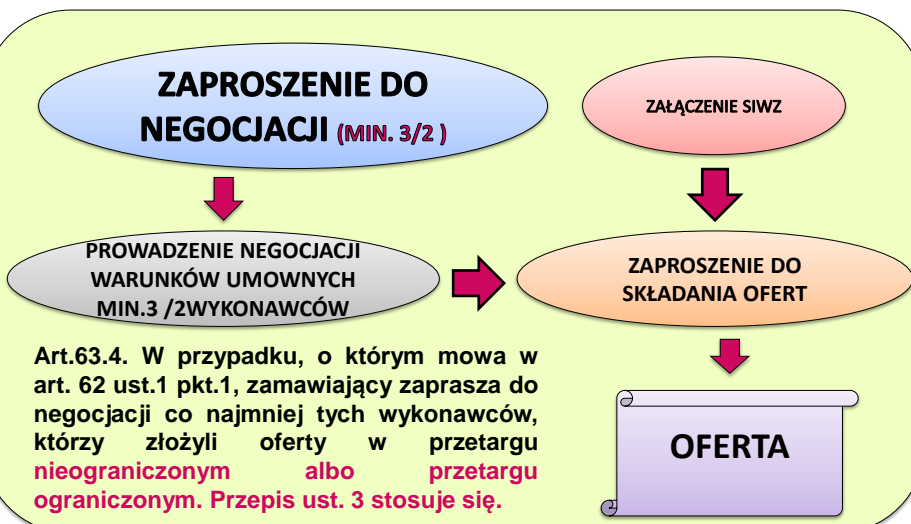 ZAPROSZENIE DO
NEGOCJACJI (MIN. 3/2 )
ZAŁĄCZENIE SIWZ
PROWADZENIE NEGOCJACJI
WARUNKÓW UMOWNYCH
MIN.3 /2WYKONAWCÓW
ZAPROSZENIE DO
SKŁADANIA OFERT
Art.63.4. W przypadku, o którym mowa w
art. 62 ust.1 pkt.1, zamawiający zaprasza do
negocjacji co najmniej tych wykonawców,
którzy złożyli oferty w przetargu
nieograniczonym albo przetargu
ograniczonym. Przepis ust. 3 stosuje się.
OFERTA